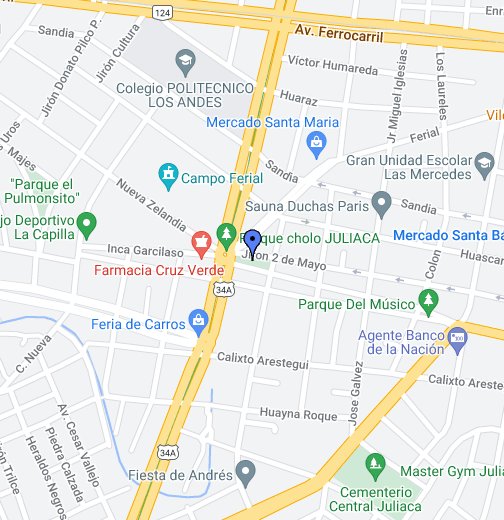 124
Av. Ferrocarril
Sandia
Jirón Donato Pilco P.
Jirón Cultura
Colegio POLITECNICO
LOS ANDES
Víctor Humareda
Huaraz
Jr Miguel Iglesias
Los Laureles
Mercado Santa Maria
Ferial
Vil
Uros
Majes
Sandia
Gran Unidad Escolar
Las Mercedes
"Parque el
Pulmonsito"
Campo Ferial
Nueva Zelandia
Sauna Duchas Paris
Sandia
jo Deportivo
La Capilla
Parque cholo JULIACA
Mercado Santa Ba
Inca Garcilaso
Jirón 2 de Mayo
Colón
Huascar
Farmacia Cruz Verde
34A
Parque Del Músico
Feria de Carros
Agente Banco
de la Nación
C. Nueva
Calixto Arestegui
Jose Galvez
Calixto Arestegui
Av. Cesar Vallejo
Piedra Calzada
Heraldos Negros
Jirón Trilce
Huayna Roque
34A
Fiesta de Andrés
Master Gym Julia
Cementerio
Central Juliaca